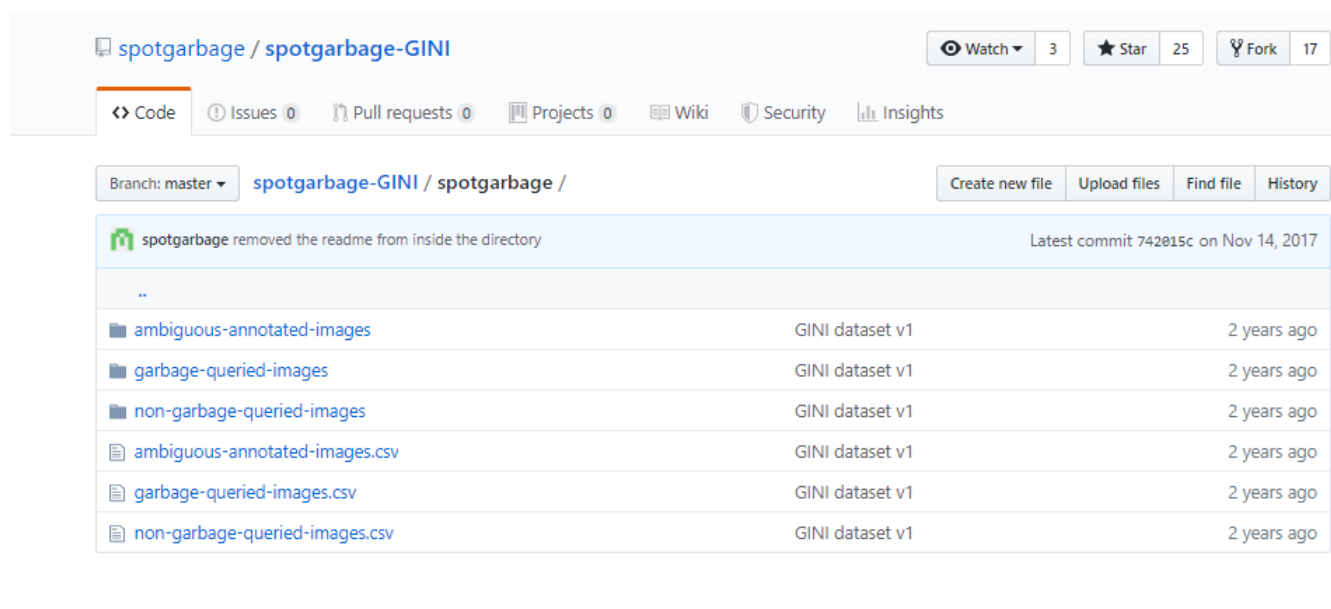 spotgarbage / spotgarbage-GINI
Watch 3 Star 25 Fork 17
Code Issues 0 Pull requests 0 Projects 0 Wiki Security Insights
Branch: master spotgarbage-GINI / spotgarbage / Create new file Upload files Find file History
spotgarbage removed the readme from inside the directory Latest commit 742015c on Nov 14, 2017
..
ambiguous-annotated-images GINI dataset v1 2 years ago
garbage-queried-images GINI dataset v1 2 years ago
non-garbage-queried-images GINI dataset v1 2 years ago
ambiguous-annotated-images.csv GINI dataset v1 2 years ago
garbage-queried-images.csv GINI dataset v1 2 years ago
non-garbage-queried-images.csv GINI dataset v1 2 years ago